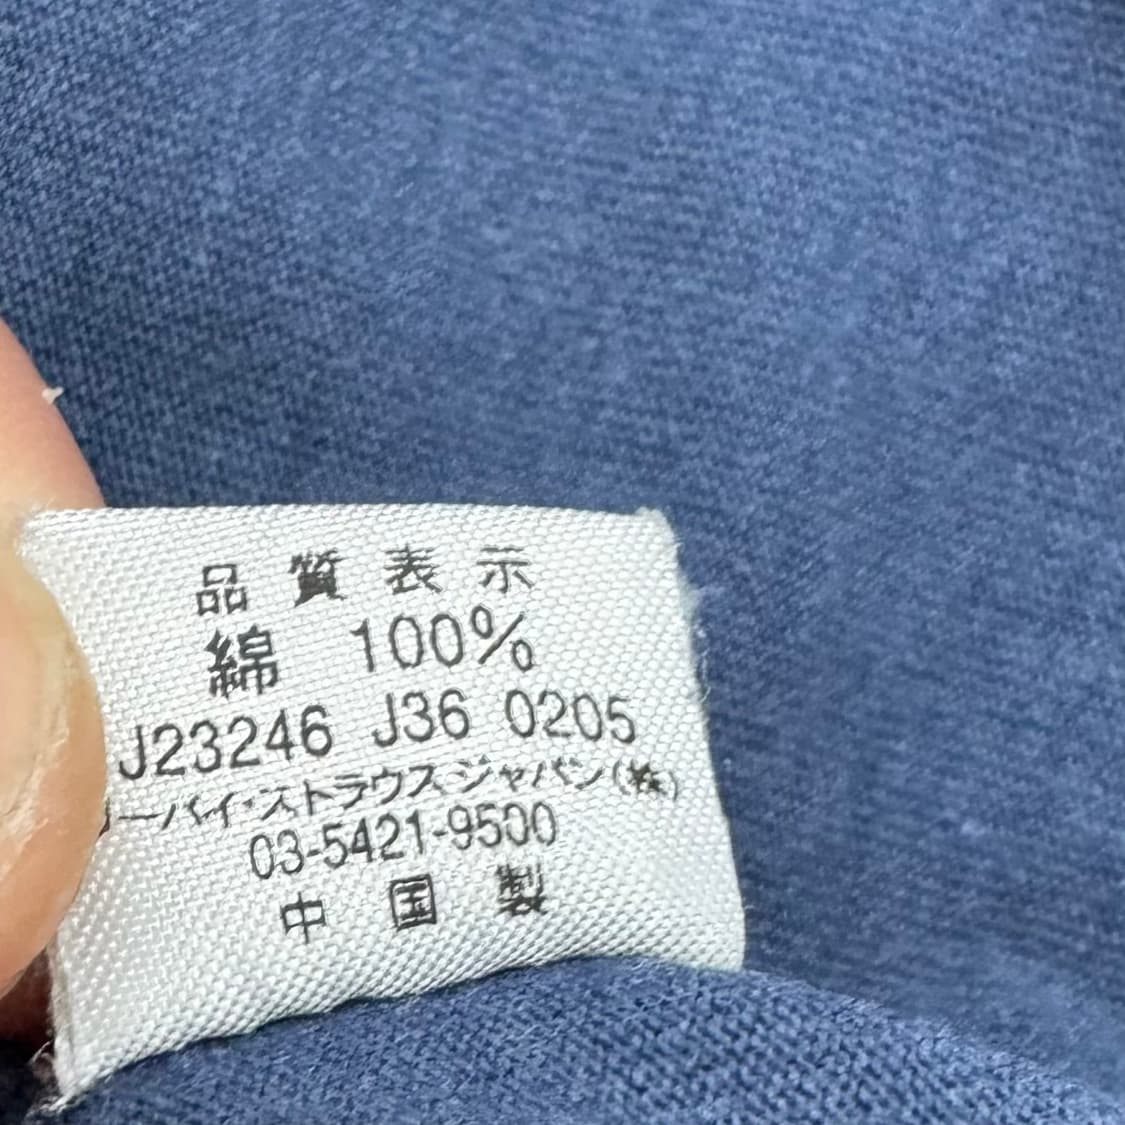 品質表示
綿 100%
J23246 J36 0205
リーバイ・ストラウス ジャパン(株)
03-5421-9500
中国製